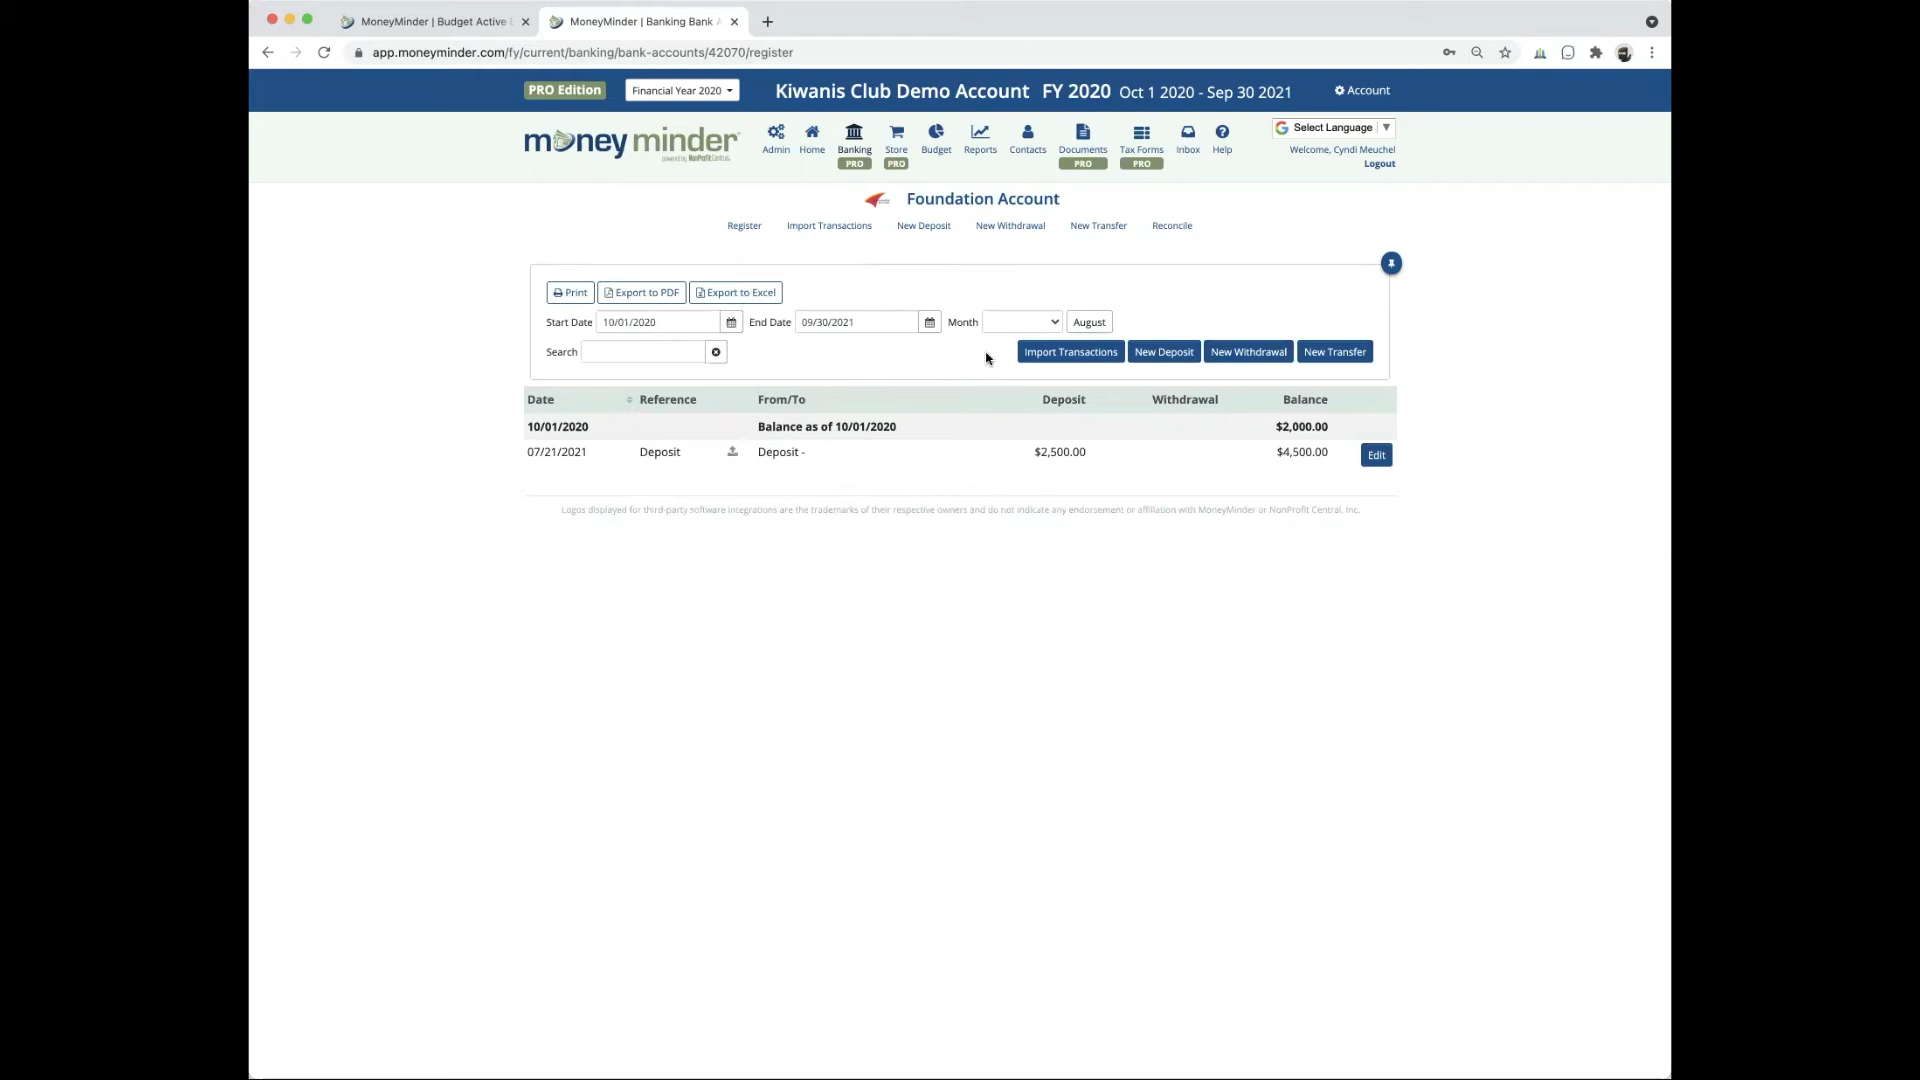 MoneyMinder | Budget Active
MoneyMinder | Banking Bank
app.moneyminder.com/fy/current/banking/bank-accounts/42070/register
PRO Edition
Financial Year 2020
Kiwanis Club Demo Account FY 2020 Oct 1 2020 - Sep 30 2021
Account
money minder
powered by NonProfit Central.
Admin
Home
Banking
PRO
Store
PRO
Budget
Reports
Contacts
Documents
PRO
Tax Forms
PRO
Inbox
Help
Select Language ▼
Welcome, Cyndi Meuchel
Logout
Foundation Account
Register Import Transactions New Deposit New Withdrawal New Transfer Reconcile
Print Export to PDF Export to Excel
Start Date 10/01/2020 End Date 09/30/2021 Month August
Search Import Transactions New Deposit New Withdrawal New Transfer
Date Reference From/To Deposit Withdrawal Balance
10/01/2020 Balance as of 10/01/2020 $2,000.00
07/21/2021 Deposit Deposit - $2,500.00 $4,500.00 Edit
Logos displayed for third-party software integrations are the trademarks of their respective owners and do not indicate any endorsement or affiliation with MoneyMinder or NonProfit Central, Inc.